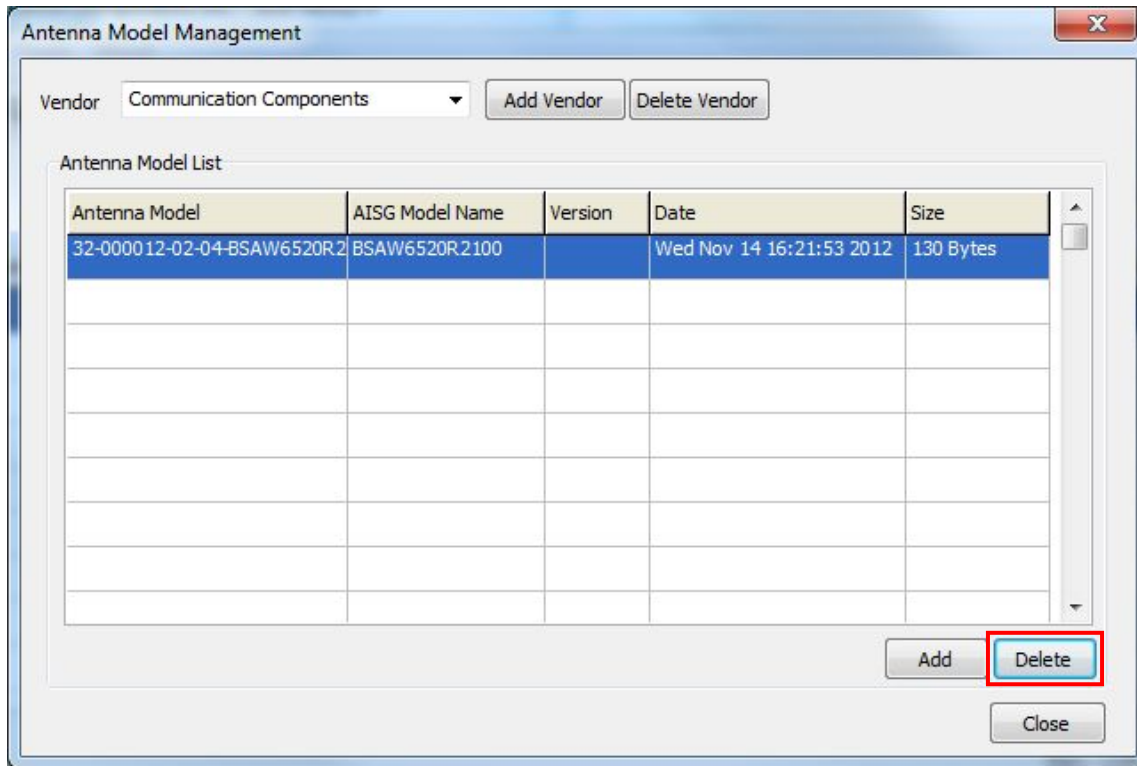 Antenna Model Management
Vendor Communication Components Add Vendor Delete Vendor
Antenna Model List
Antenna Model AISG Model Name Version Date Size
32-000012-02-04-BSAW6520R2 BSAW6520R2100 Wed Nov 14 16:21:53 2012 130 Bytes
Add Delete
Close